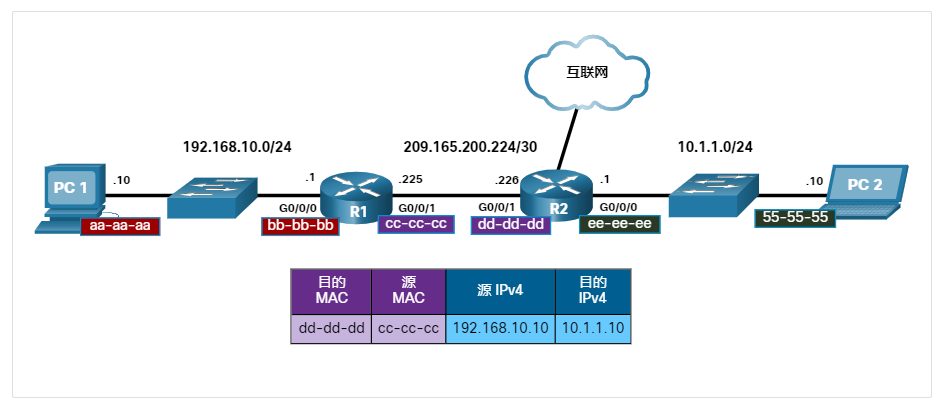 互联网
192.168.10.0/24
209.165.200.224/30
10.1.1.0/24
PC 1
.10
.1
R1
.225
.226
R2
.1
.10
PC 2
G0/0/0
G0/0/1
G0/0/1
G0/0/0
aa-aa-aa
bb-bb-bb
cc-cc-cc
dd-dd-dd
ee-ee-ee
55-55-55
目的
MAC
源
MAC
源 IPv4
目的
IPv4
dd-dd-dd
cc-cc-cc
192.168.10.10
10.1.1.10